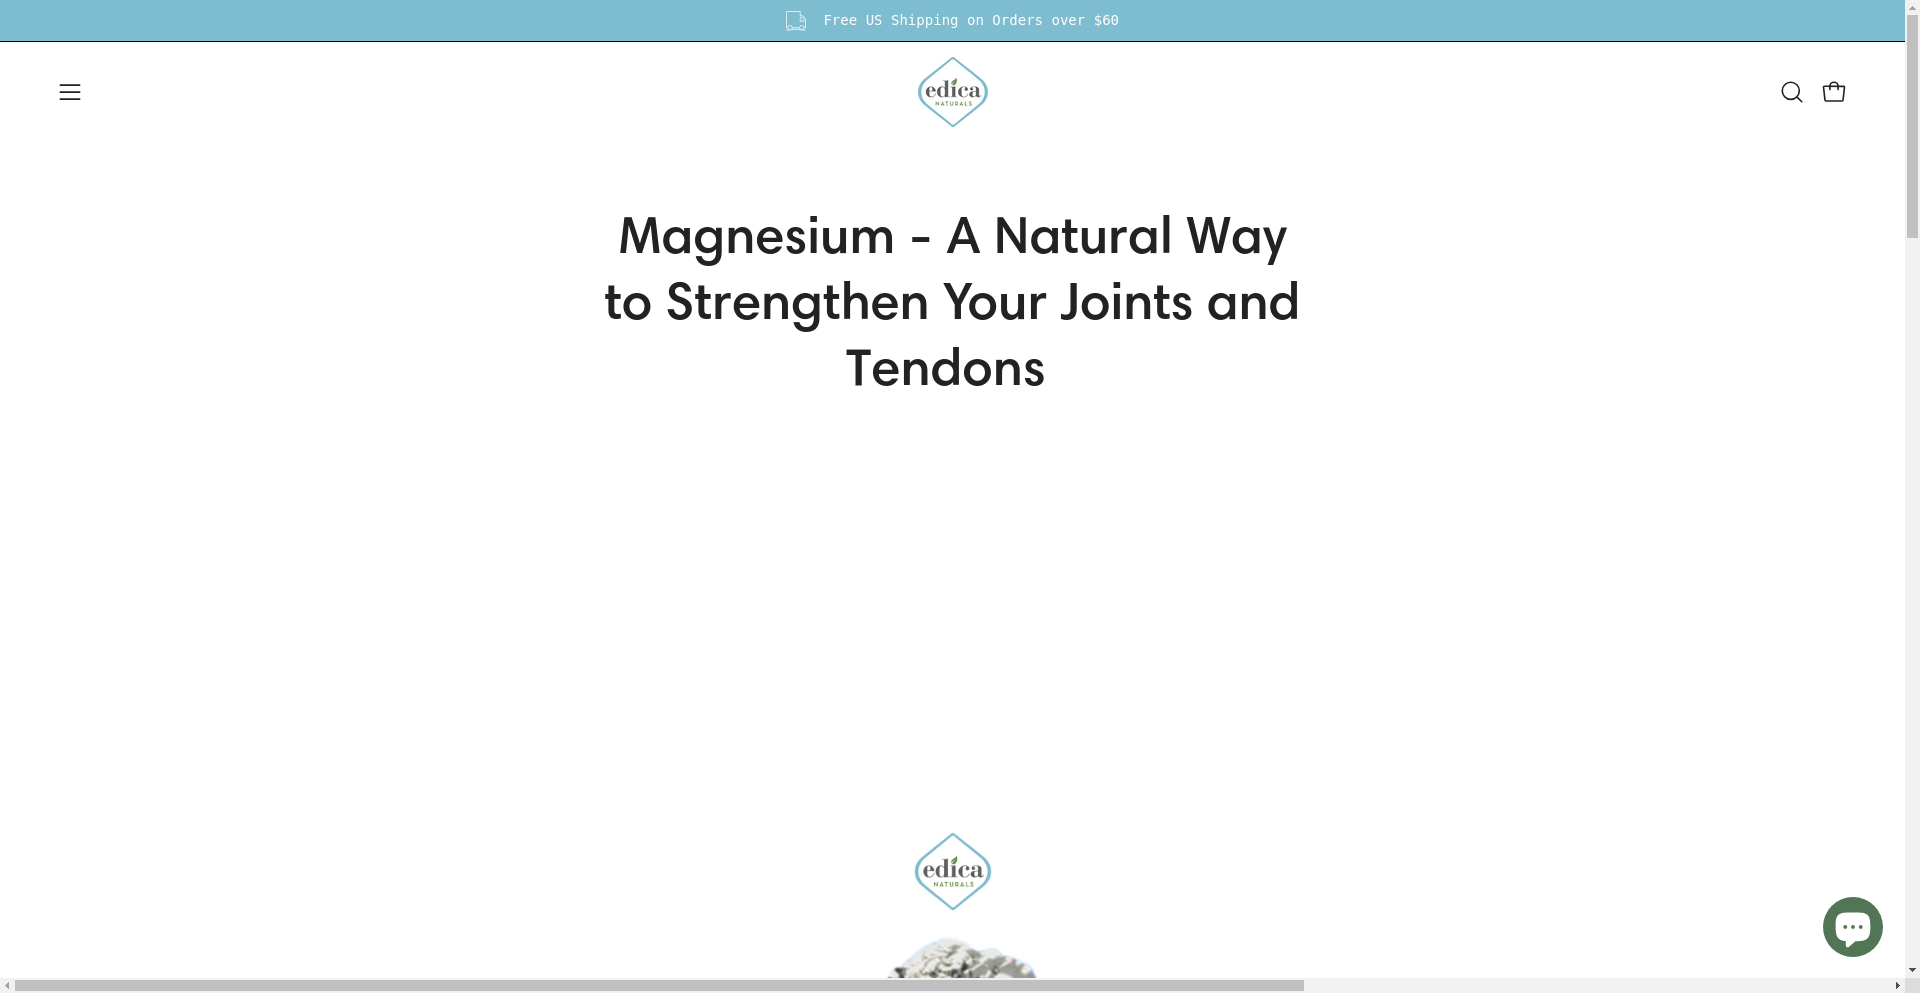 Free US Shipping on Orders over $60
edica
NATURALS
Magnesium - A Natural Way
to Strengthen Your Joints and
Tendons
edica
NATURALS